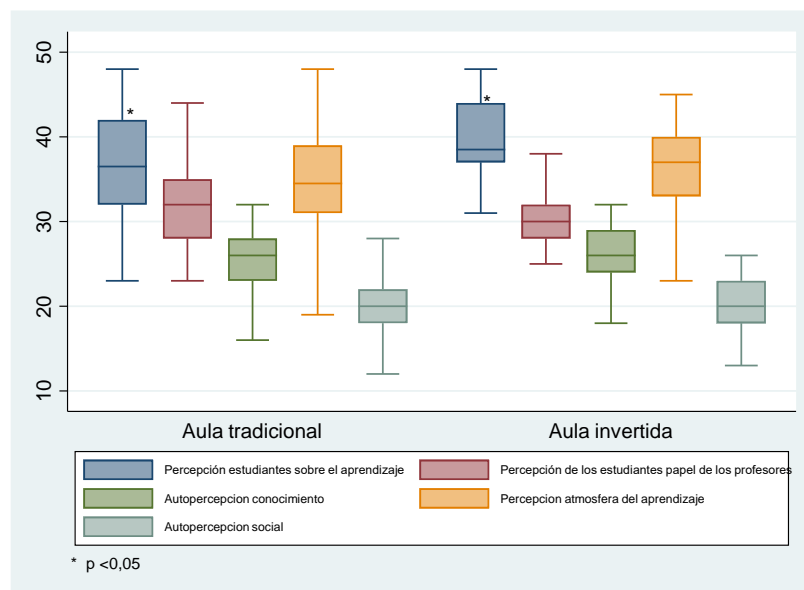 50
40
30
20
10
*
*
Aula tradicional Aula invertida
Percepción estudiantes sobre el aprendizaje Percepción de los estudiantes papel de los profesores
Autopercepcion conocimiento Percepcion atmosfera del aprendizaje
Autopercepcion social
* p <0,05